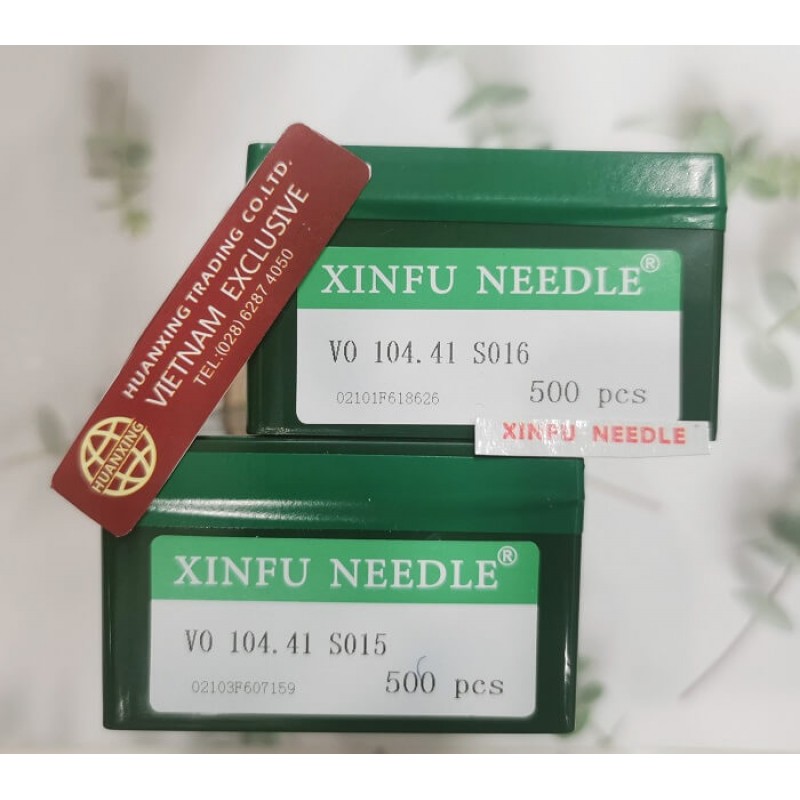 HUANXING TRADING CO.,LTD.
VIETNAM EXCLUSIVE
TEL:(028)6287 4050
HUANXING
XINFU NEEDLE®
VO 104.41 S016
02101F618626 500 pcs
XINFU NEEDLE
XINFU NEEDLE®
VO 104.41 S015
02103F607159 500 pcs